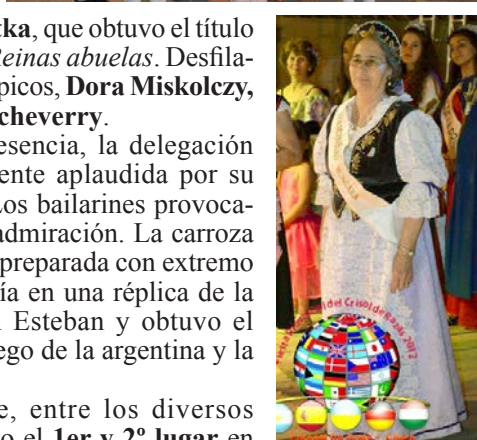 tka, que obtuvo el título
Reinas abuelas. Desfila-
picos, Dora Miskolczy,
cheverry.
esencia, la delegación
ente aplaudida por su
Los bailarines provoca-
admiración. La carroza
preparada con extremo
ía en una réplica de la
Esteban y obtuvo el
ego de la argentina y la
e, entre los diversos
o el 1er y 2º lugar en
del Crisol de Razas 2012